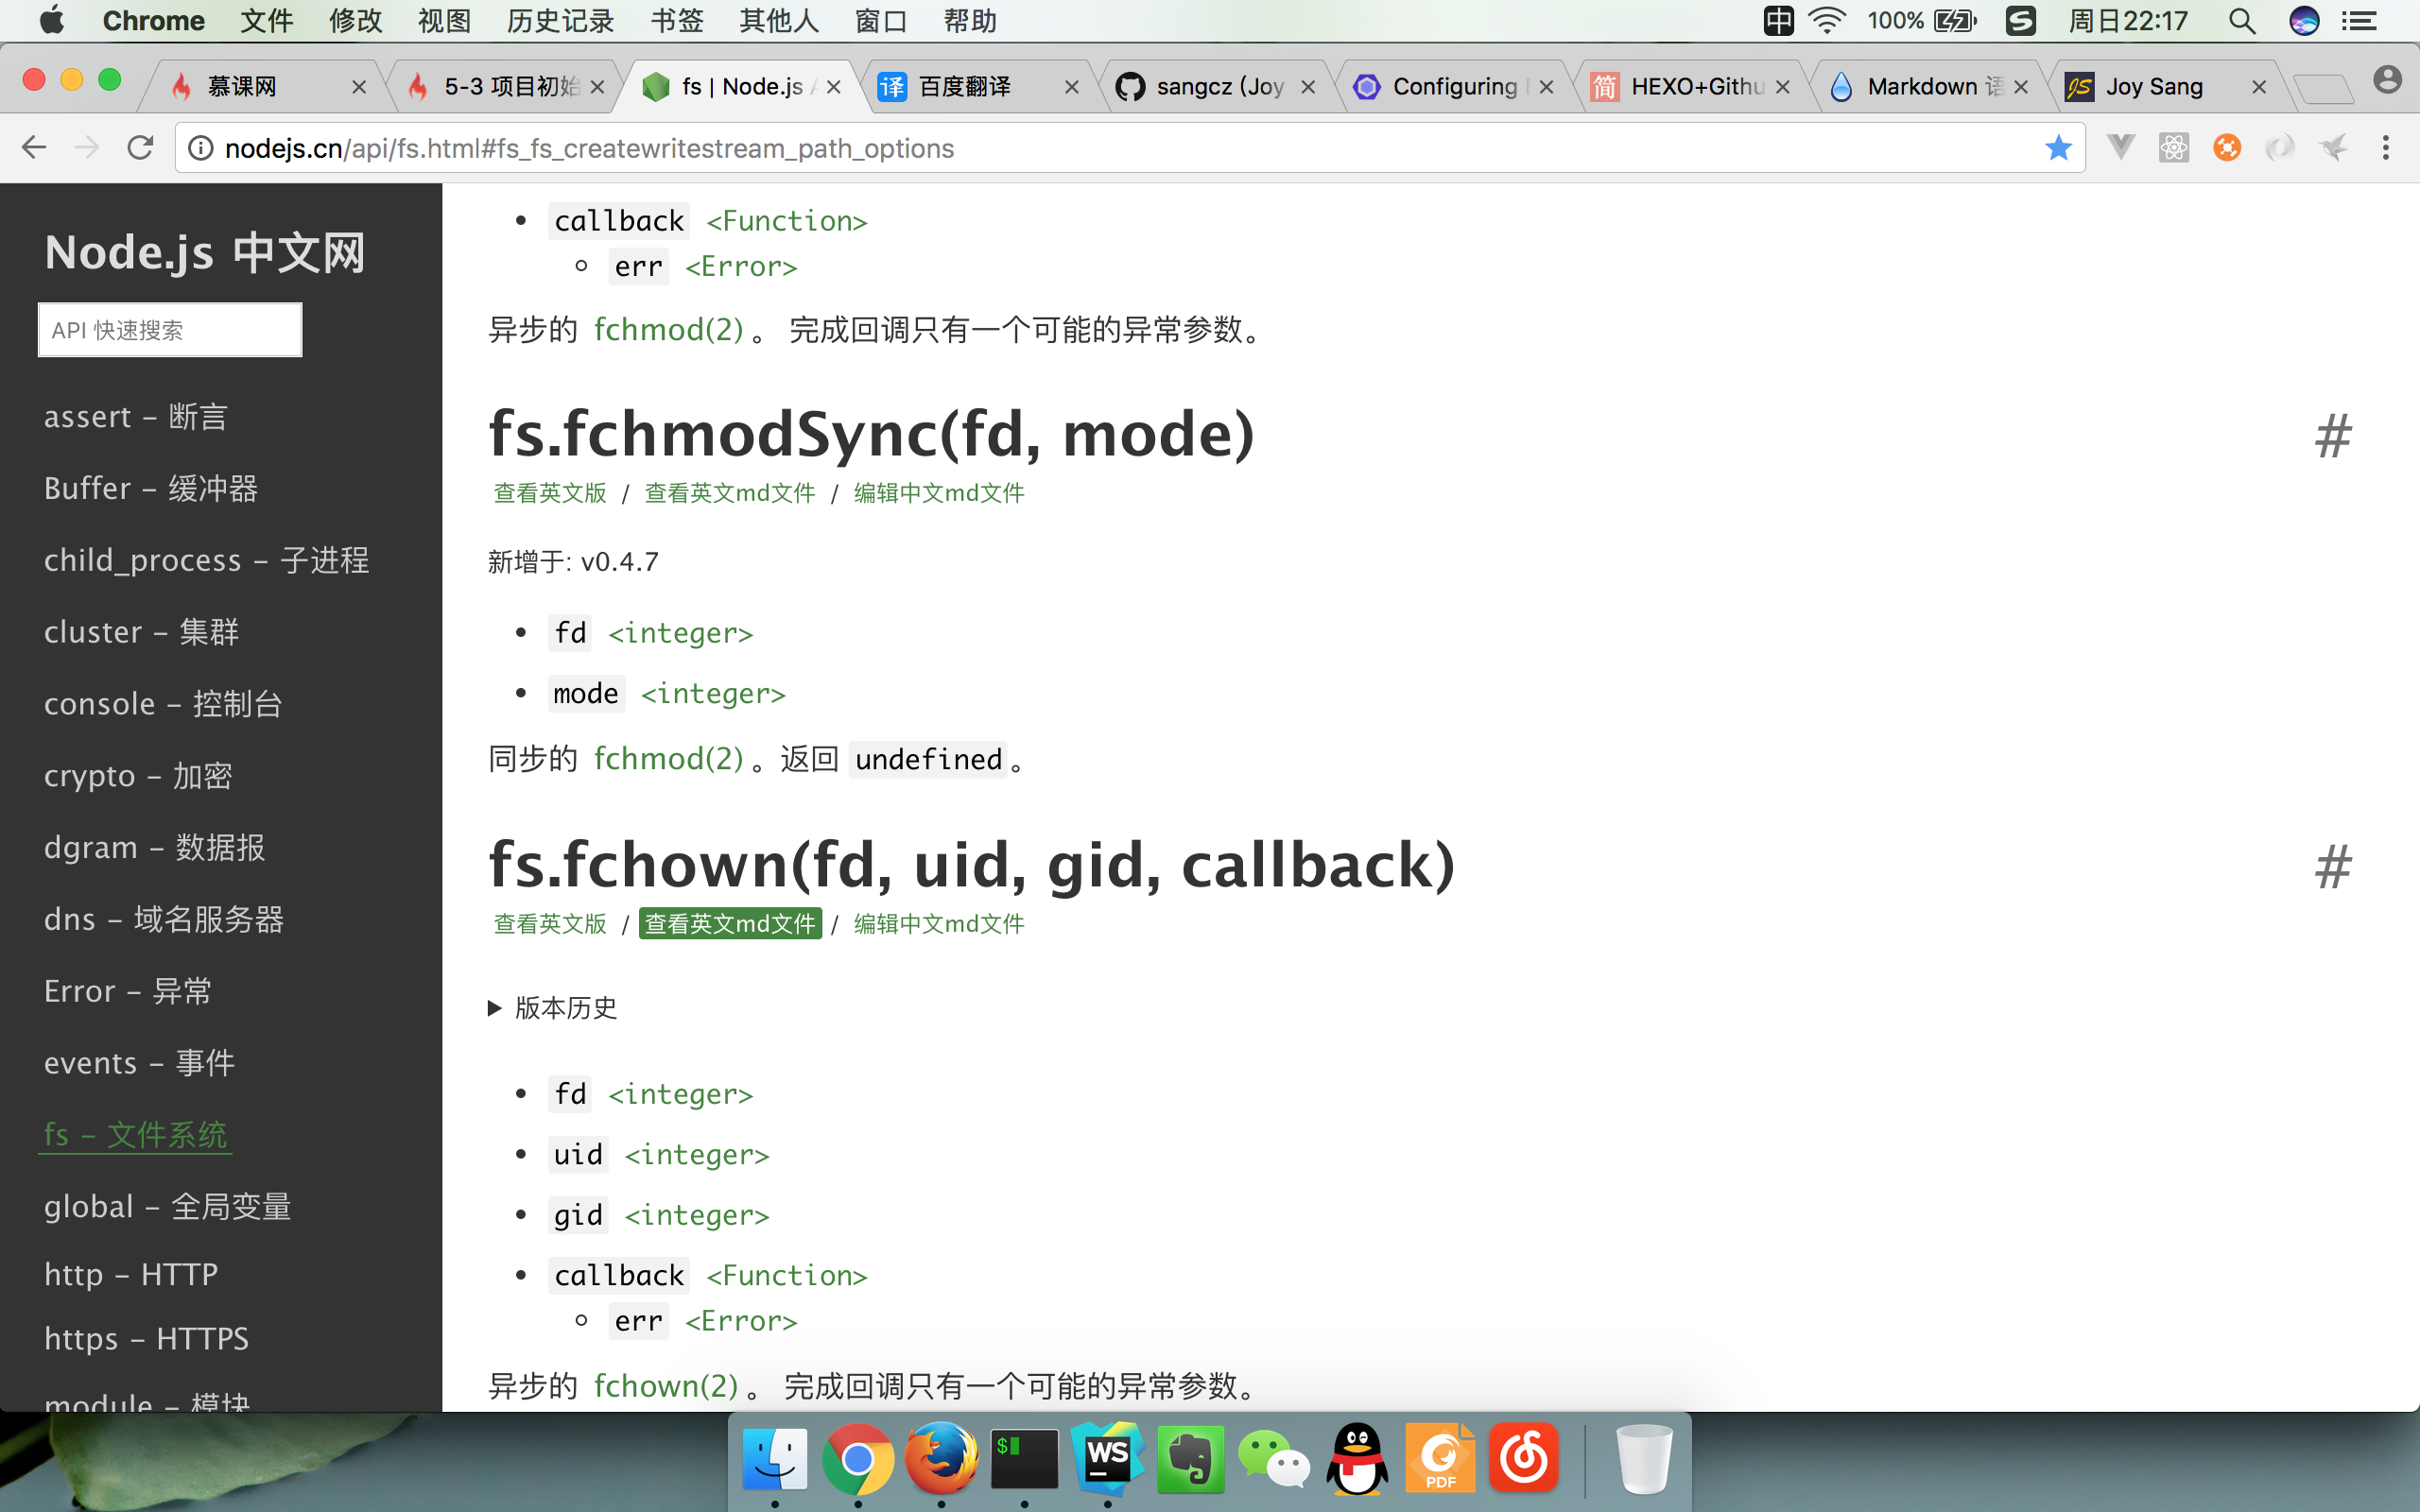 Chrome 文件 修改 视图 历史记录 书签 其他人 窗口 帮助 中 100% 周日22:17
慕课网 5-3 项目初始 fs | Node.js 译 百度翻译 sangcz (Joy Configuring 简 HEXO+Githu Markdown 语 JS Joy Sang
nodejs.cn/api/fs.html#fs_fs_createwritestream_path_options
Node.js 中文网
API 快速搜索
assert – 断言
Buffer – 缓冲器
child_process – 子进程
cluster – 集群
console – 控制台
crypto – 加密
dgram – 数据报
dns – 域名服务器
Error – 异常
events – 事件
fs – 文件系统
global – 全局变量
http – HTTP
https – HTTPS
module – 模块
callback <Function>
err <Error>
异步的 fchmod(2) 。 完成回调只有一个可能的异常参数。
fs.fchmodSync(fd, mode) #
查看英文版 / 查看英文md文件 / 编辑中文md文件
新增于: v0.4.7
fd <integer>
mode <integer>
同步的 fchmod(2) 。返回 undefined 。
fs.fchown(fd, uid, gid, callback) #
查看英文版 / 查看英文md文件 / 编辑中文md文件
版本历史
fd <integer>
uid <integer>
gid <integer>
callback <Function>
err <Error>
异步的 fchown(2) 。 完成回调只有一个可能的异常参数。
$ WS PDF